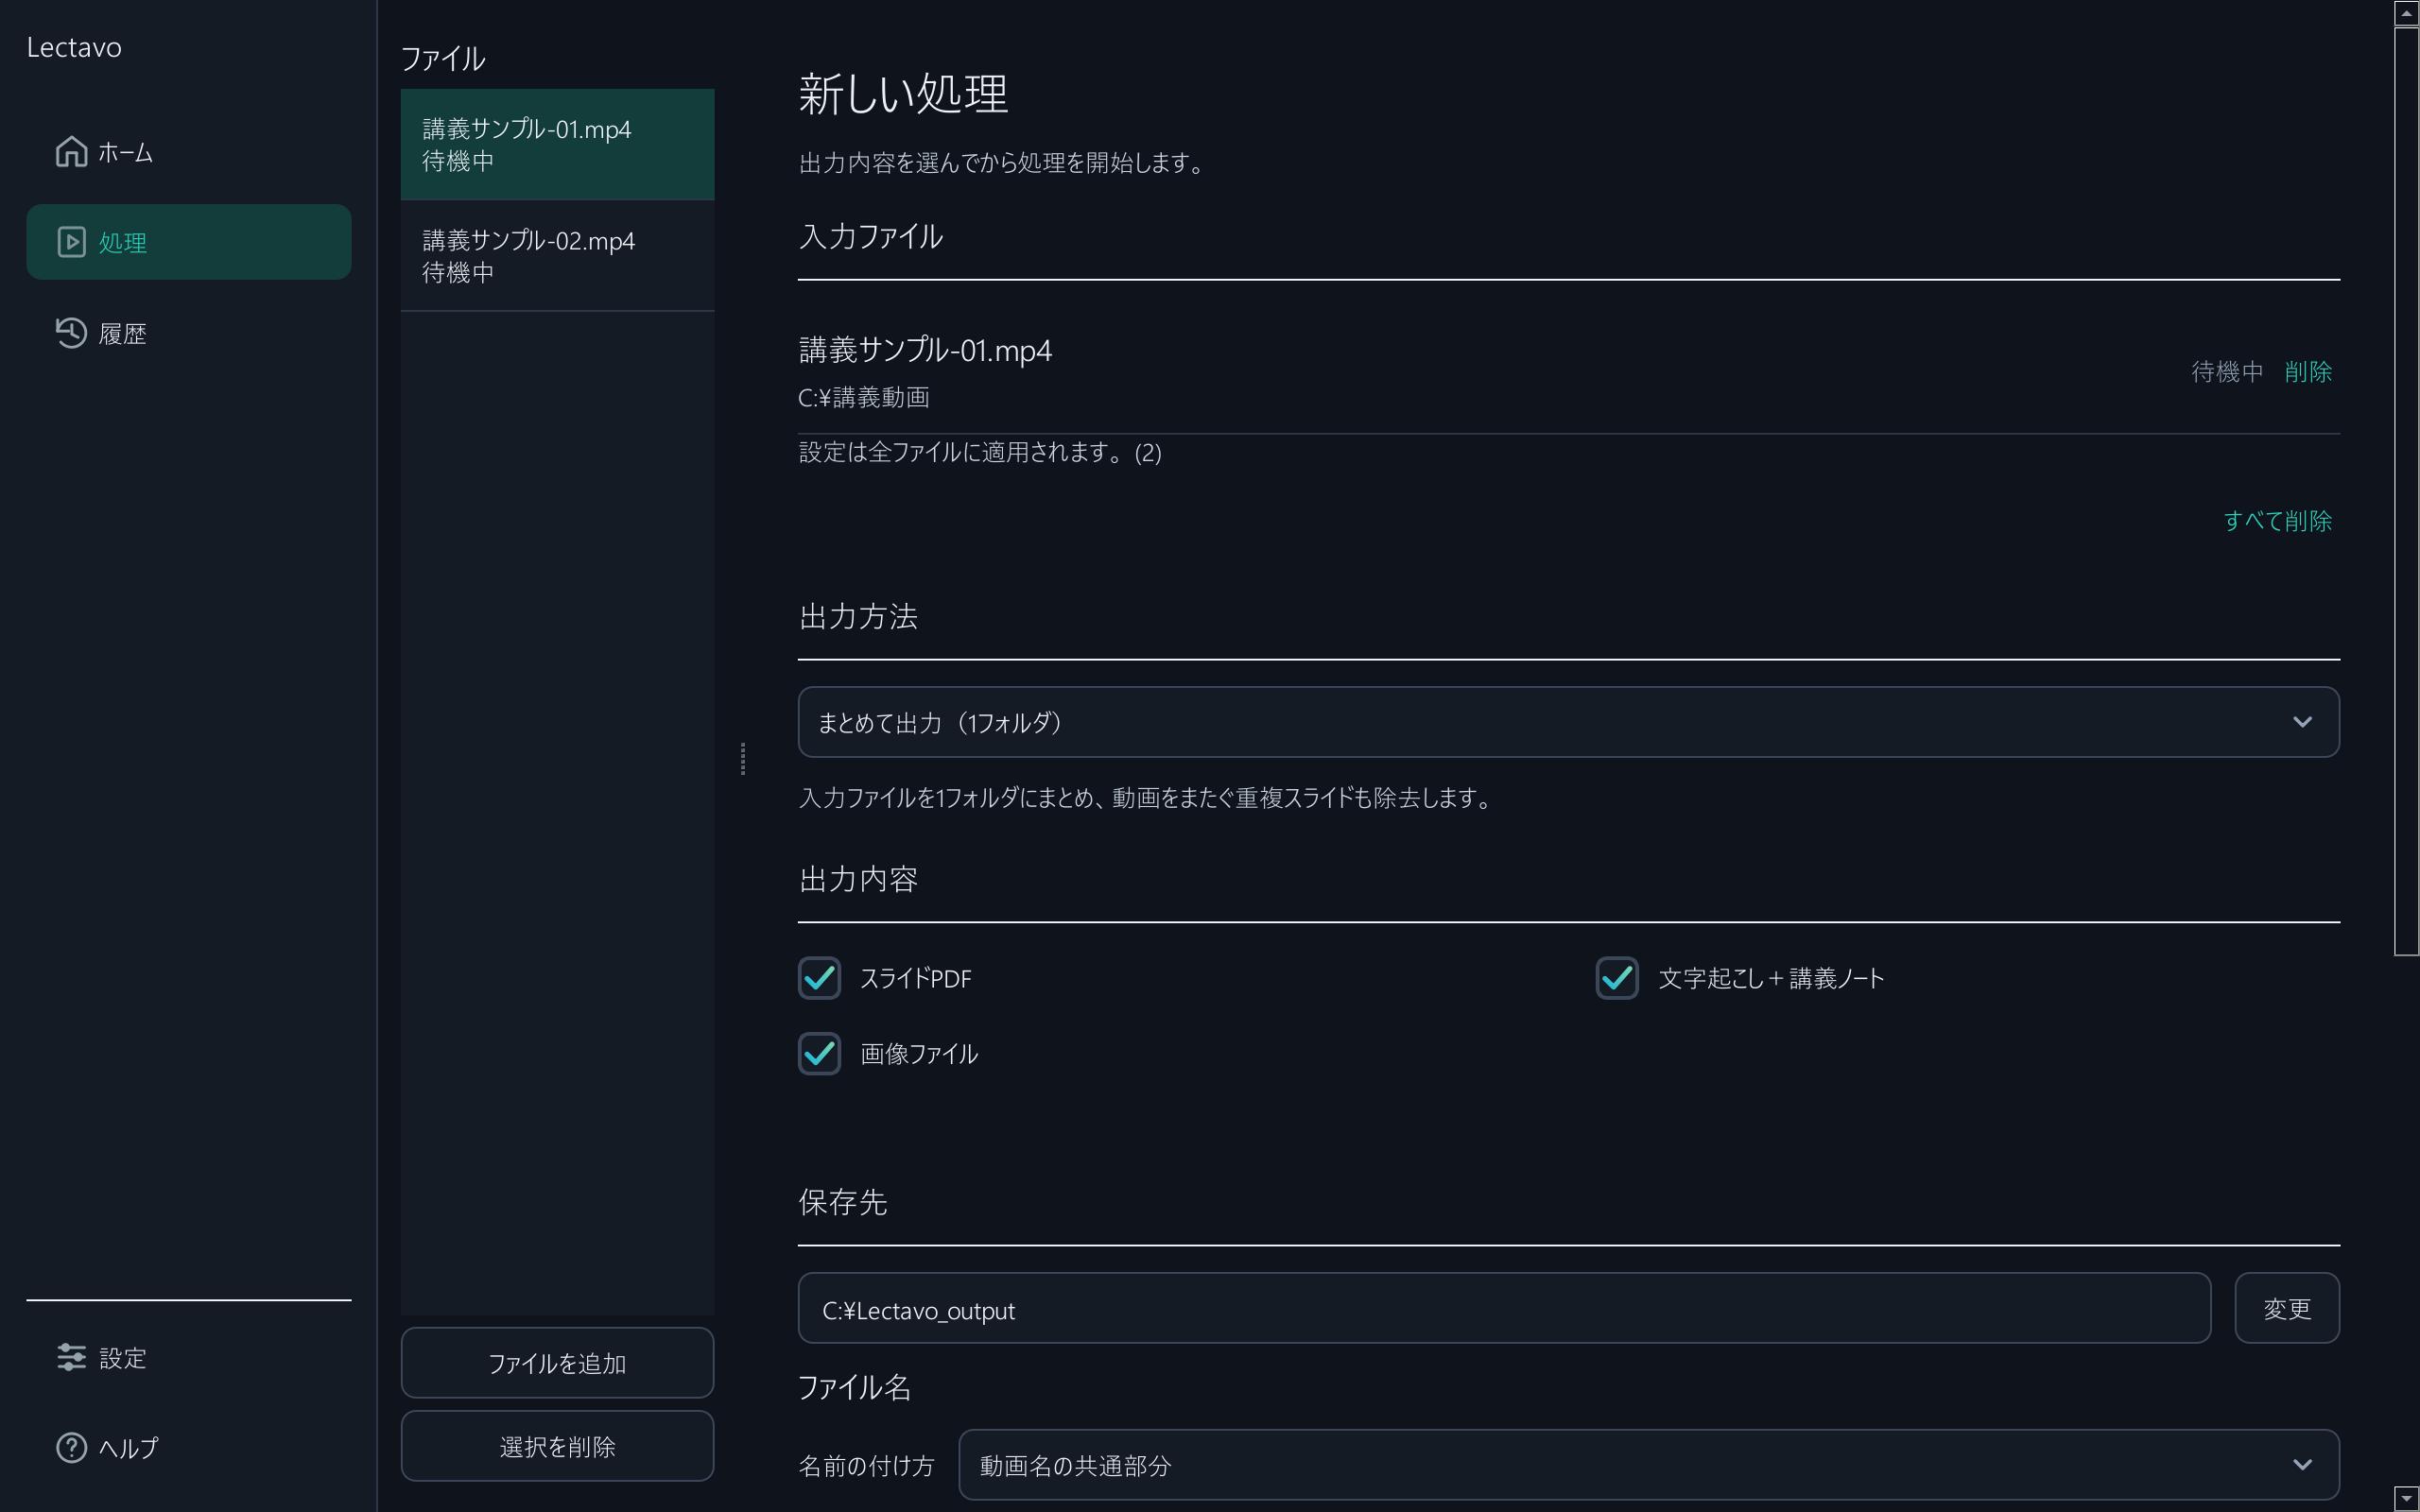 Lectavo
ホーム
処理
履歴
設定
ヘルプ
ファイル
講義サンプル-01.mp4
待機中
講義サンプル-02.mp4
待機中
ファイルを追加
選択を削除
新しい処理
出力内容を選んでから処理を開始します。
入力ファイル
講義サンプル-01.mp4
C:¥講義動画
待機中 削除
設定は全ファイルに適用されます。(2)
すべて削除
出力方法
まとめて出力（1フォルダ）
入力ファイルを1フォルダにまとめ、動画をまたぐ重複スライドも除去します。
出力内容
スライドPDF
文字起こし＋講義ノート
画像ファイル
保存先
C:¥Lectavo_output
変更
ファイル名
名前の付け方
動画名の共通部分